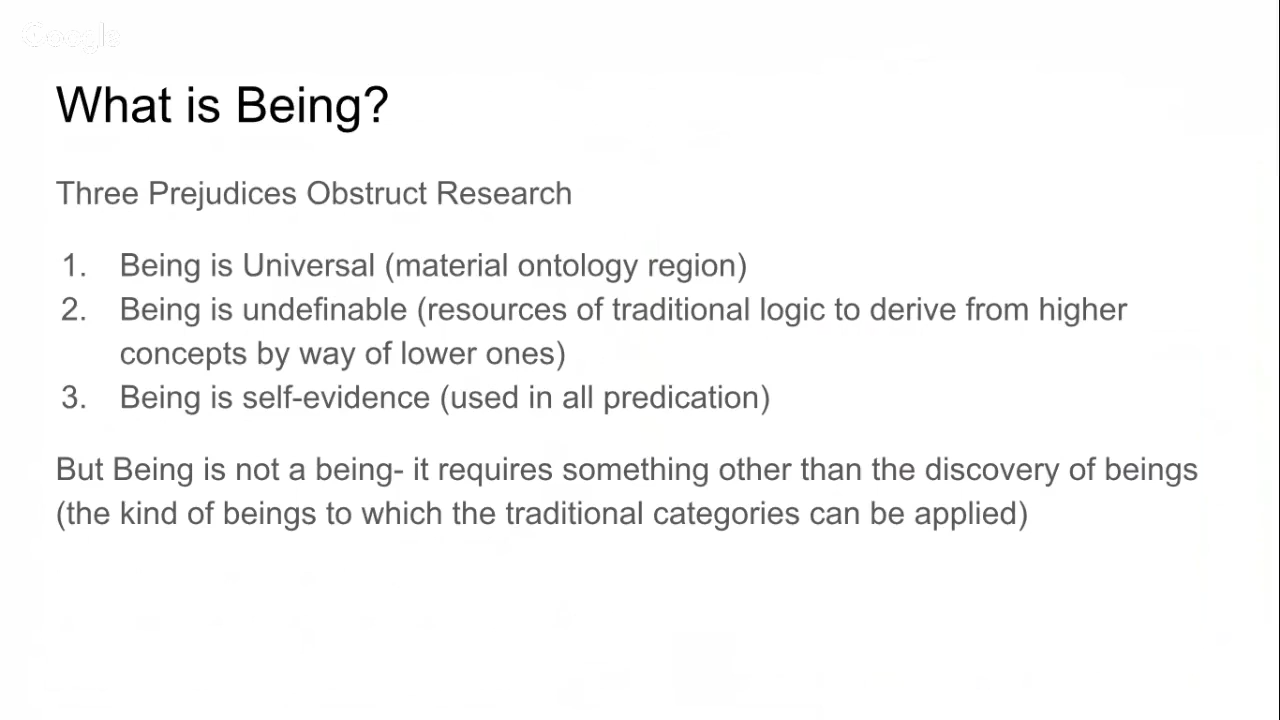 Google
What is Being?
Three Prejudices Obstruct Research
1. Being is Universal (material ontology region)
2. Being is undefinable (resources of traditional logic to derive from higher
concepts by way of lower ones)
3. Being is self-evidence (used in all predication)
But Being is not a being- it requires something other than the discovery of beings
(the kind of beings to which the traditional categories can be applied)